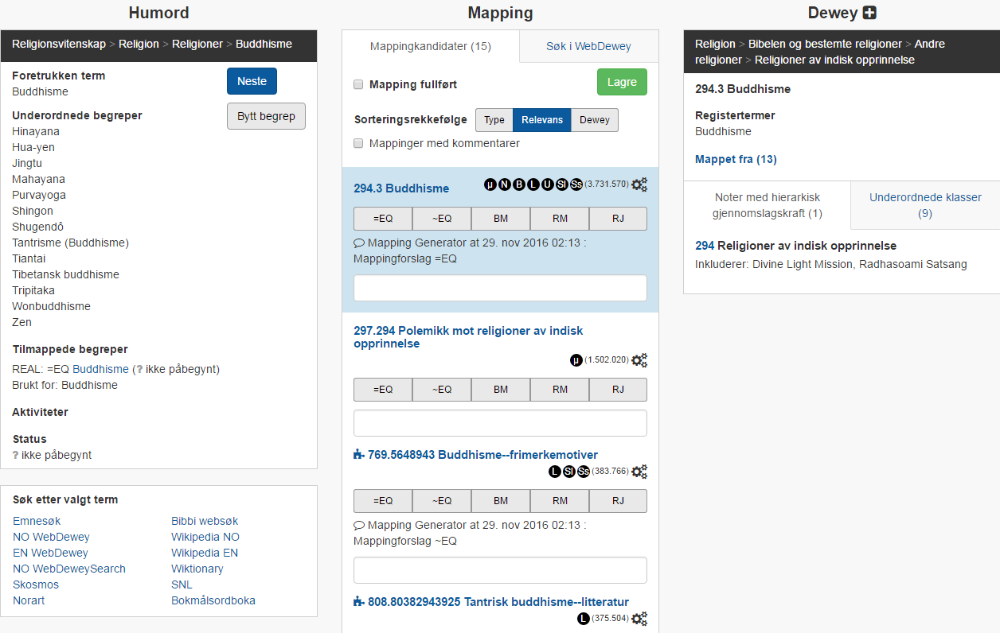 Humord
Religionsvitenskap > Religion > Religioner > Buddhisme
Foretrukken term
Buddhisme
Neste
Bytt begrep
Underordnede begreper
Hinayana
Hua-yen
Jingtu
Mahayana
Purvayoga
Shingon
Shugendô
Tantrisme (Buddhisme)
Tiantai
Tibetansk buddhisme
Tripitaka
Wonbuddhisme
Zen
Tilmappede begreper
REAL: =EQ Buddhisme (? ikke påbegynt)
Brukt for: Buddhisme
Aktiviteter
Status
? ikke påbegynt
Søk etter valgt term
Emnesøk
NO WebDewey
EN WebDewey
NO WebDeweySearch
Skosmos
Norart
Bibbi websøk
Wikipedia NO
Wikipedia EN
Wiktionary
SNL
Bokmålsordboka
Mapping
Mappingkandidater (15)
Søk i WebDewey
Mapping fullført
Lagre
Sorteringsrekkefølge Type Relevans Dewey
Mappinger med kommentarer
294.3 Buddhisme µ N B L U SI Ss (3.731.570)
=EQ ~EQ BM RM RJ
Mapping Generator at 29. nov 2016 02:13 :
Mappingforslag =EQ
297.294 Polemikk mot religioner av indisk
opprinnelse
µ (1.502.020)
=EQ ~EQ BM RM RJ
769.5648943 Buddhisme--frimerkemotiver
L SI Ss (383.766)
=EQ ~EQ BM RM RJ
Mapping Generator at 29. nov 2016 02:13 :
Mappingforslag ~EQ
808.80382943925 Tantrisk buddhisme--litteratur
L (375.504)
Dewey
Religion > Bibelen og bestemte religioner > Andre
religioner > Religioner av indisk opprinnelse
294.3 Buddhisme
Registertermer
Buddhisme
Mappet fra (13)
Noter med hierarkisk
gjennomslagskraft (1)
Underordnede klasser
(9)
294 Religioner av indisk opprinnelse
Inkluderer: Divine Light Mission, Radhasoami Satsang